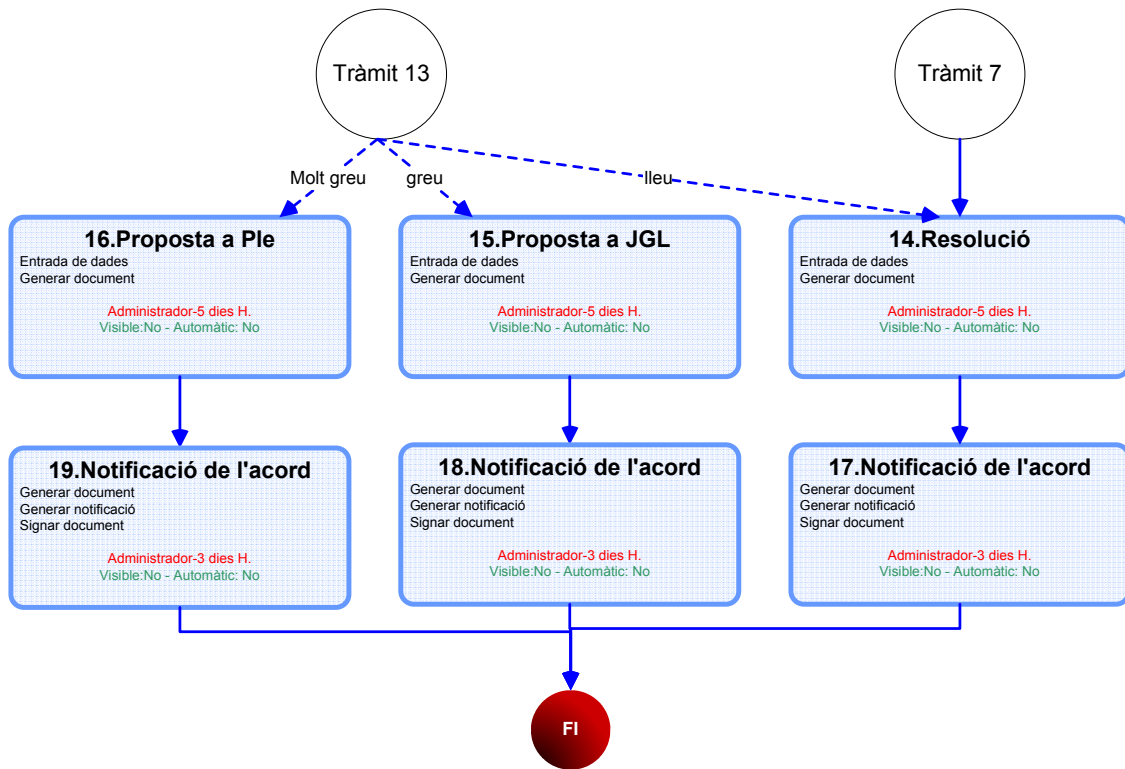 Tràmit 13
Tràmit 7
Molt greu
greu
lleu
16.Proposta a Ple
Entrada de dades
Generar document
Administrador-5 dies H.
Visible:No - Automàtic: No
15.Proposta a JGL
Entrada de dades
Generar document
Administrador-5 dies H.
Visible:No - Automàtic: No
14.Resolució
Entrada de dades
Generar document
Administrador-5 dies H.
Visible:No - Automàtic: No
19.Notificació de l'acord
Generar document
Generar notificació
Signar document
Administrador-3 dies H.
Visible:No - Automàtic: No
18.Notificació de l'acord
Generar document
Generar notificació
Signar document
Administrador-3 dies H.
Visible:No - Automàtic: No
17.Notificació de l'acord
Generar document
Generar notificació
Signar document
Administrador-3 dies H.
Visible:No - Automàtic: No
FI